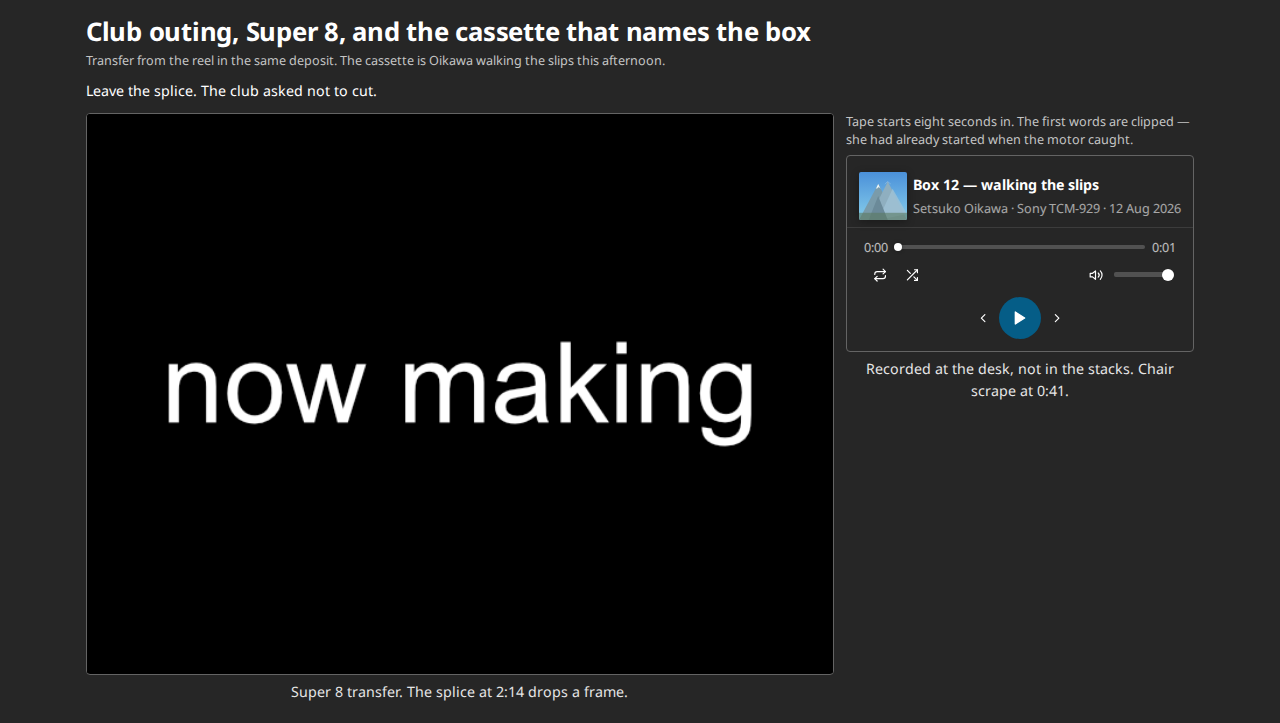 Club outing, Super 8, and the cassette that names the box
Transfer from the reel in the same deposit. The cassette is Oikawa walking the slips this afternoon.
Leave the splice. The club asked not to cut.
now making
Super 8 transfer. The splice at 2:14 drops a frame.
Tape starts eight seconds in. The first words are clipped —
she had already started when the motor caught.
Box 12 — walking the slips
Setsuko Oikawa · Sony TCM-929 · 12 Aug 2026
0:00 0:01
Recorded at the desk, not in the stacks. Chair
scrape at 0:41.